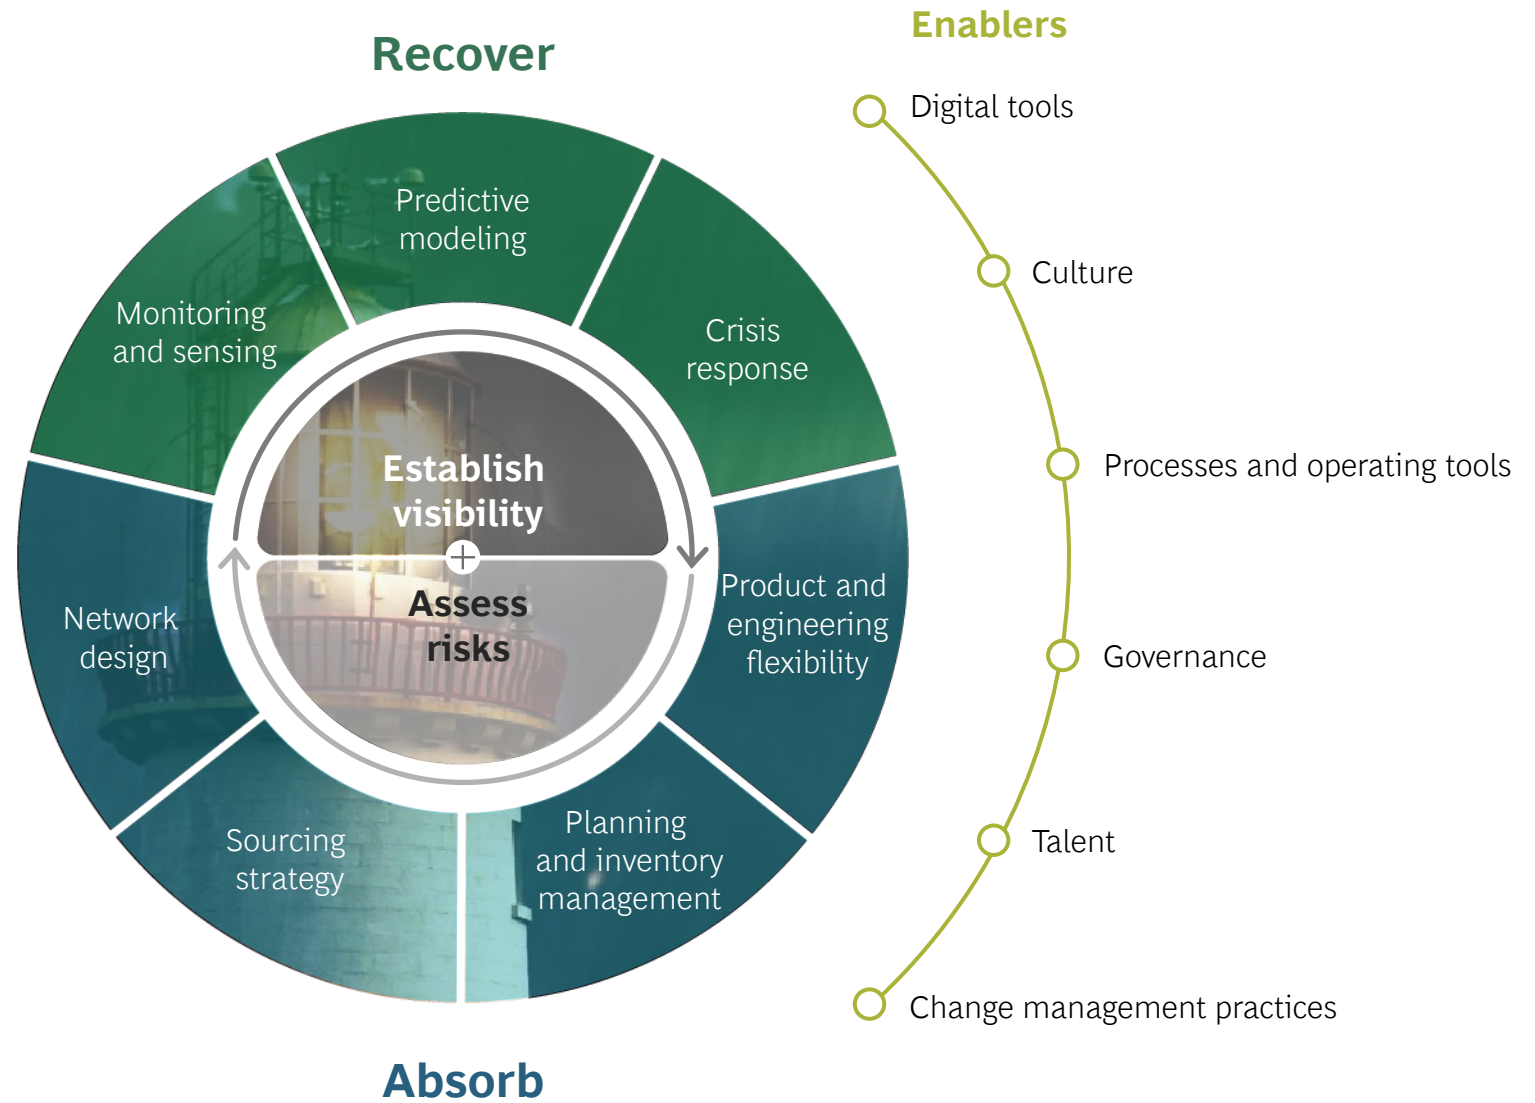 Recover
Predictive
modeling
Monitoring
and sensing
Crisis
response
Establish
visibility
Assess
risks
Network
design
Product and
engineering
flexibility
Sourcing
strategy
Planning
and inventory
management
Absorb
Enablers
Digital tools
Culture
Processes and operating tools
Governance
Talent
Change management practices